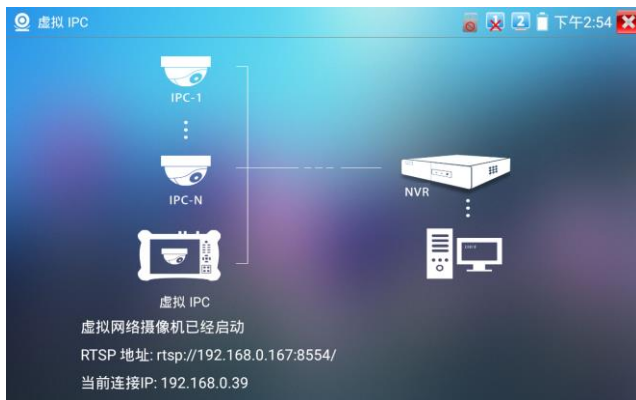 虚拟 IPC
1 2 下午2:54
IPC-1
IPC-N
NVR
虚拟 IPC
虚拟网络摄像机已经启动
RTSP 地址: rtsp://192.168.0.167:8554/
当前连接IP: 192.168.0.39